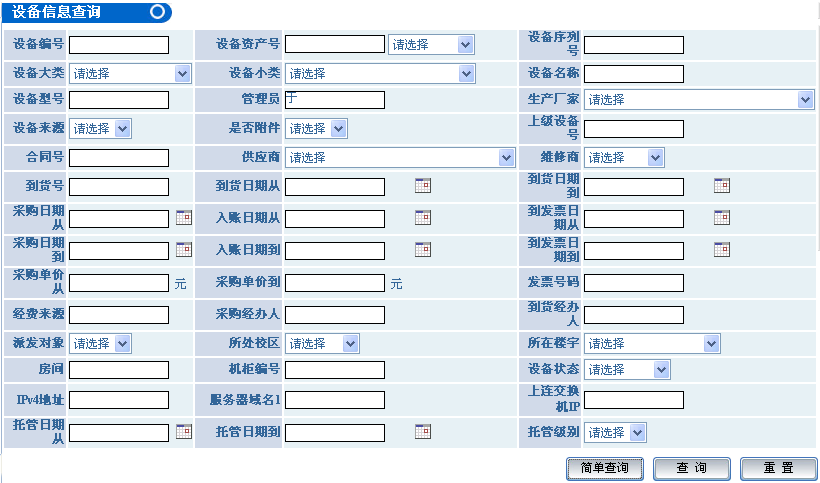 设备信息查询
设备编号 设备资产号 请选择 设备序列号
设备大类 请选择 设备小类 请选择 设备名称
设备型号 管理员 于 生产厂家 请选择
设备来源 请选择 是否附件 请选择 上级设备号
合同号 供应商 请选择 维修商 请选择
到货号 到货日期从 到货日期到
采购日期从 入账日期从 到发票日期从
采购日期到 入账日期到 到发票日期到
采购单价从 元 采购单价到 元 发票号码
经费来源 采购经办人 到货经办人
派发对象 请选择 所处校区 请选择 所在楼宇 请选择
房间 机柜编号 设备状态 请选择
IPv4地址 服务器域名1 上连交换机IP
托管日期从 托管日期到 托管级别 请选择
简单查询 查 询 重 置